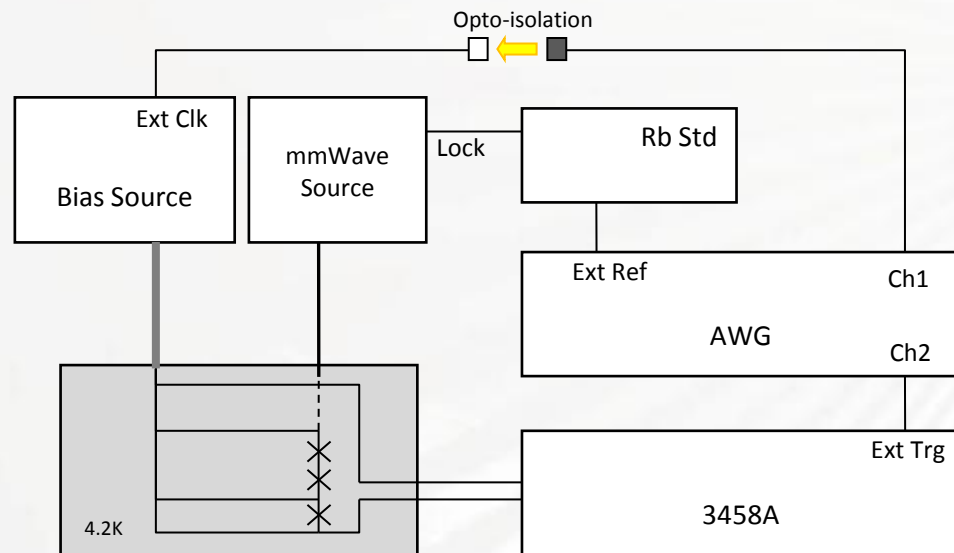 Opto-isolation
Ext Clk
Bias Source
mmWave
Source
Lock
Rb Std
Ext Ref
Ch1
AWG
Ch2
Ext Trg
3458A
4.2K